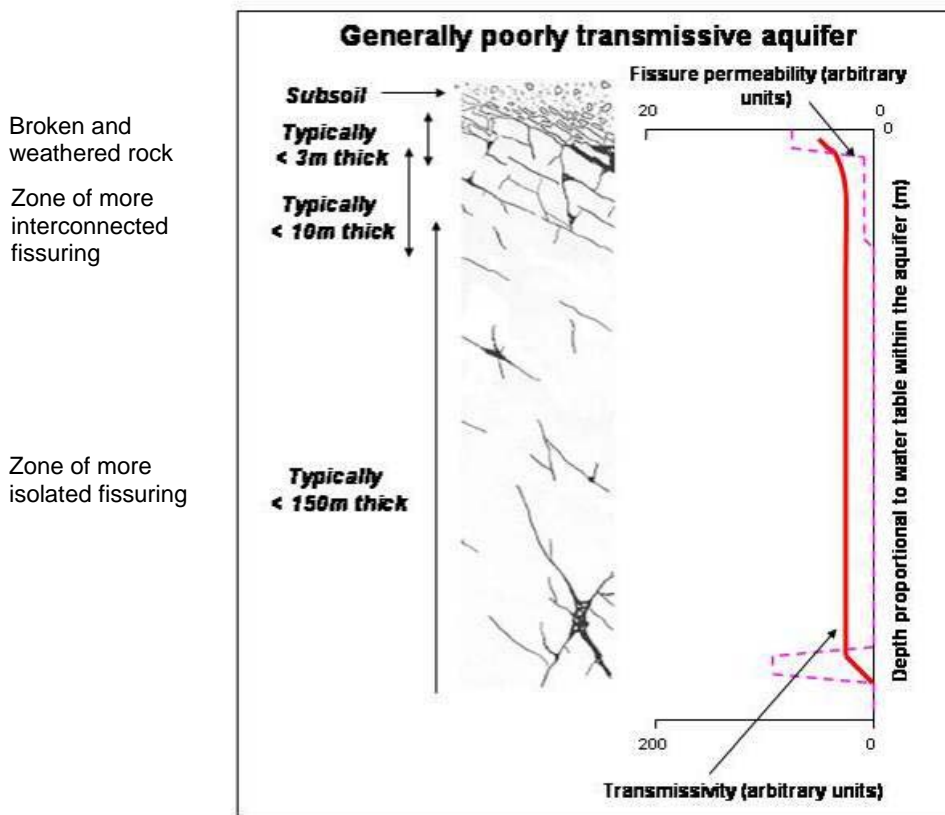 Generally poorly transmissive aquifer
Fissure permeability (arbitrary
units)
Subsoil
20
0
0
Broken and
weathered rock
Typically
< 3m thick
Zone of more
interconnected
fissuring
Typically
< 10m thick
Depth proportional to water table within the aquifer (m)
Zone of more
isolated fissuring
Typically
< 150m thick
200
0
Transmissivity (arbitrary units)